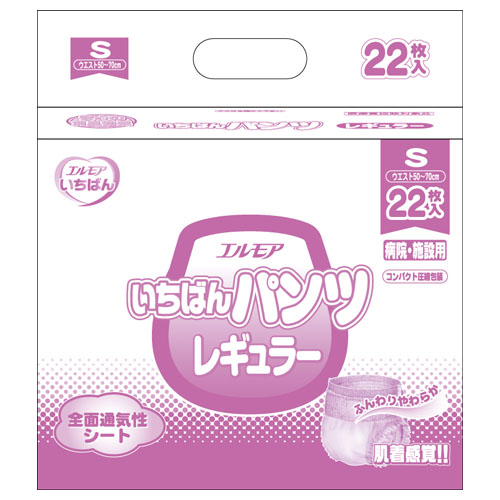 S
ウエスト50~70cm
22枚入
いちばんパンツ
レギュラー
エルモア
いちばん
S
ウエスト50~70cm
22枚入
病院・施設用
コンパクト圧縮包装
エルモア
いちばんパンツ
レギュラー
全面通気性
シート
ふんわりやわらか
肌着感覚!!